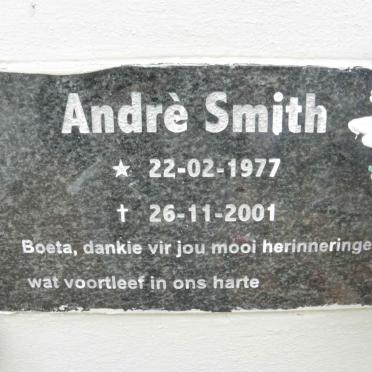 Andrè Smith
★ 22-02-1977
† 26-11-2001
Boeta, dankie vir jou mooi herinneringe
wat voortleef in ons harte